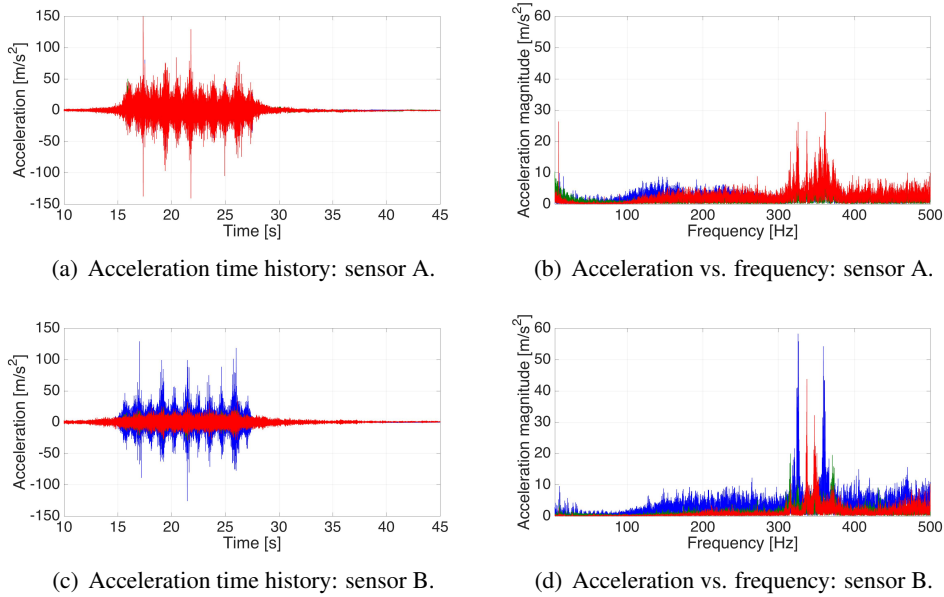 Acceleration [m/s²]
150
100
50
0
-50
-100
-150
10 15 20 25 30 35 40 45
Time [s]
(a) Acceleration time history: sensor A.
Acceleration magnitude [m/s²]
60
50
40
30
20
10
0
100 200 300 400 500
Frequency [Hz]
(b) Acceleration vs. frequency: sensor A.
Acceleration [m/s²]
150
100
50
0
-50
-100
-150
10 15 20 25 30 35 40 45
Time [s]
(c) Acceleration time history: sensor B.
Acceleration magnitude [m/s²]
60
50
40
30
20
10
0
100 200 300 400 500
Frequency [Hz]
(d) Acceleration vs. frequency: sensor B.